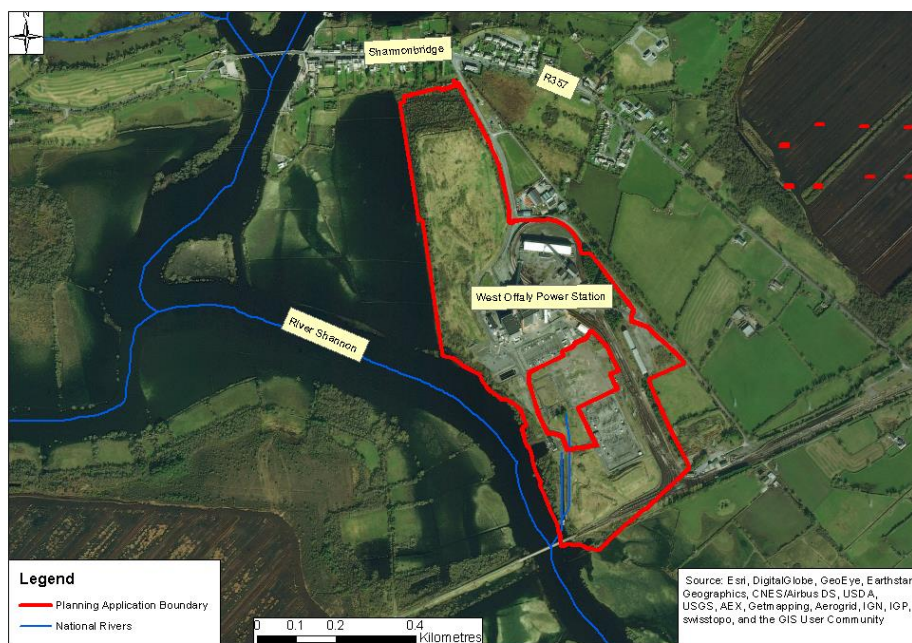 N
Shannonbridge
R357
West Offaly Power Station
River Shannon
Legend
Planning Application Boundary
National Rivers
0 0.1 0.2 0.4
Kilometres
Source: Esri, DigitalGlobe, GeoEye, Earthstar
Geographics, CNES/Airbus DS, USDA,
USGS, AEX, Getmapping, Aerogrid, IGN, IGP,
swisstopo, and the GIS User Community